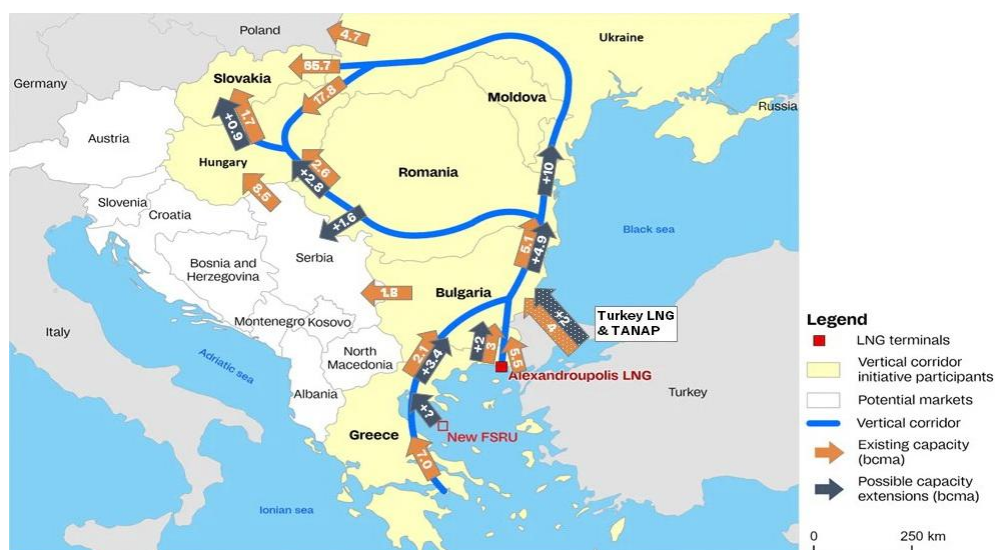 Poland
4.7
Ukraine
Germany
65.7
Slovakia
17.8
Moldova
Russia
+0.9
1.7
Austria
Hungary
2.6
+2.8
Romania
+10
8.5
Slovenia
Croatia
+1.6
Serbia
5.1
+4.9
Black sea
Bosnia and
Herzegovina
1.8
Bulgaria
+2
4
Turkey LNG
& TANAP
Italy
Montenegro
Kosovo
Adriatic sea
North
Macedonia
2.1
+3.4
+2
3
5.5
Alexandroupolis LNG
Albania
Turkey
+?
Greece
New FSRU
7.0
Ionian sea
Legend
LNG terminals
Vertical corridor
initiative participants
Potential markets
Vertical corridor
Existing capacity
(bcma)
Possible capacity
extensions (bcma)
0
250 km